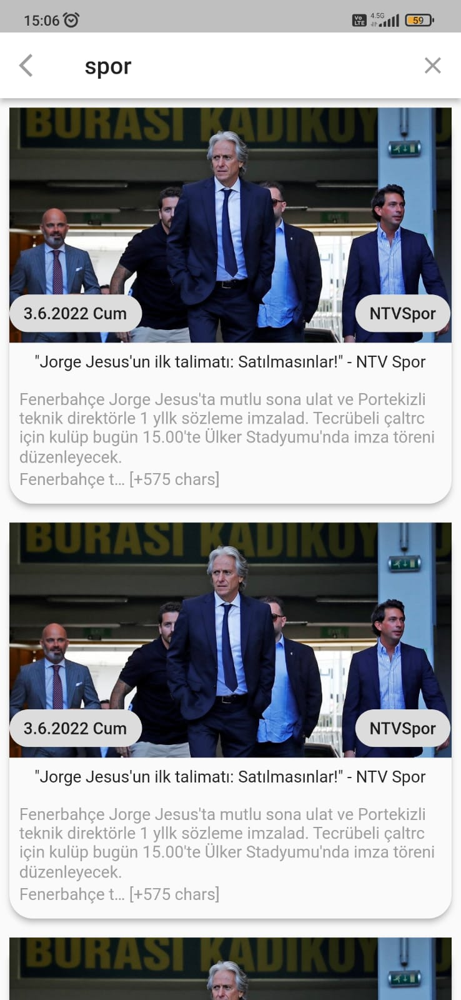 15:06
Vo LTE 4.5G 59
spor
BURASI KADIKÖY
3.6.2022 Cum
NTVSpor
"Jorge Jesus'un ilk talimatı: Satılmasınlar!" - NTV Spor
Fenerbahçe Jorge Jesus'ta mutlu sona ulat ve Portekizli
teknik direktörle 1 yllk sözleme imzalad. Tecrübeli çaltrc
için kulüp bugün 15.00'te Ülker Stadyumu'nda imza töreni
düzenleyecek.
Fenerbahçe t... [+575 chars]
BURASI KADIKÖY
3.6.2022 Cum
NTVSpor
"Jorge Jesus'un ilk talimatı: Satılmasınlar!" - NTV Spor
Fenerbahçe Jorge Jesus'ta mutlu sona ulat ve Portekizli
teknik direktörle 1 yllk sözleme imzalad. Tecrübeli çaltrc
için kulüp bugün 15.00'te Ülker Stadyumu'nda imza töreni
düzenleyecek.
Fenerbahçe t... [+575 chars]
BURASI KADIKÖY